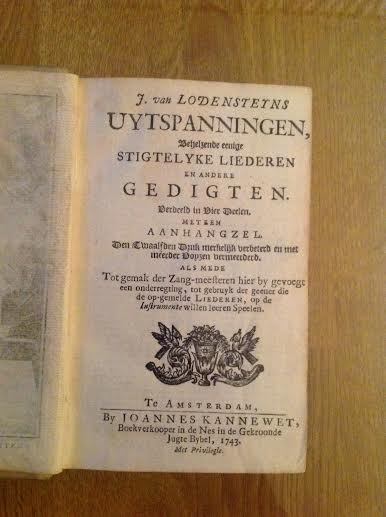 J. van LODENSTEYNS
UYTSPANNINGEN,
Behelzende eenige
STIGTELYKE LIEDEREN
EN ANDERE
GEDIGTEN.
Verdeeld in Vier Deelen.
MET EEN
AANHANGZEL.
Den Twaalfden Druk merkelijk verbeterd en met
meerder Voyzen vermeerderd.
ALS MEDE
Tot gemak der Zang-meesteren hier by gevoegt
een onderregting, tot gebruyk der geener die
de op-gemelde LIEDEREN, op de
Instrumente willen leeren Speelen.
Te AMSTERDAM,
By JOANNES KANNEWET,
Boekverkooper in de Nes in de Gekroonde
Jugte Bybel, 1743.
Met Privilegie.